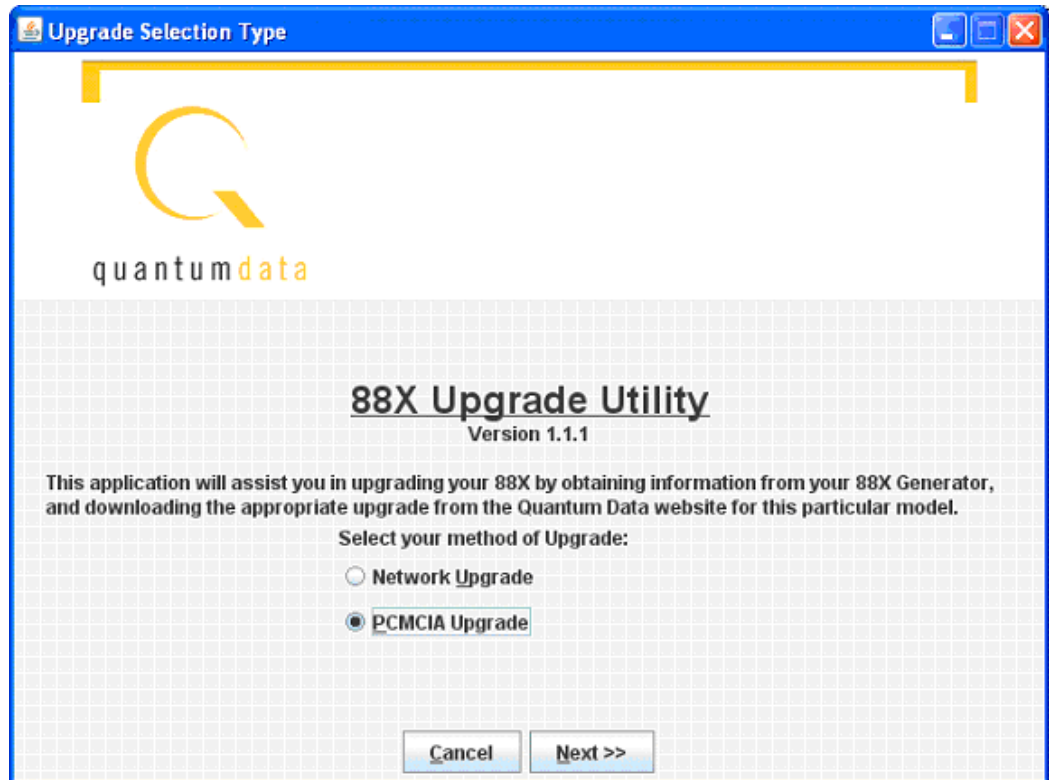 Upgrade Selection Type
quantumdata
88X Upgrade Utility
Version 1.1.1
This application will assist you in upgrading your 88X by obtaining information from your 88X Generator,
and downloading the appropriate upgrade from the Quantum Data website for this particular model.
Select your method of Upgrade:
Network Upgrade
PCMCIA Upgrade
Cancel
Next >>